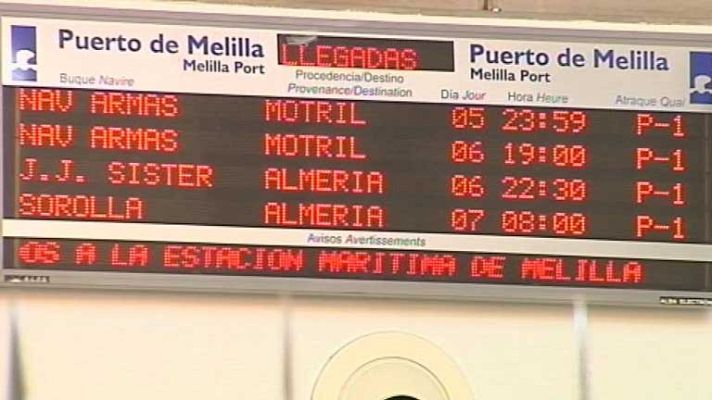 Puerto de Melilla LLEGADAS Puerto de Melilla
Melilla Port Melilla Port
Buque Navire Procedencia/Destino Provenance/Destination Dia Jour Hora Heure Atraque Quai
NAV ARMAS MOTRIL 05 23:59 P-1
NAV ARMAS MOTRIL 06 19:00 P-1
J.J. SISTER ALMERIA 06 22:30 P-1
SOROLLA ALMERIA 07 08:00 P-1
Avisos Avertissements
OS A LA ESTACION MARITIMA DE MELILLA